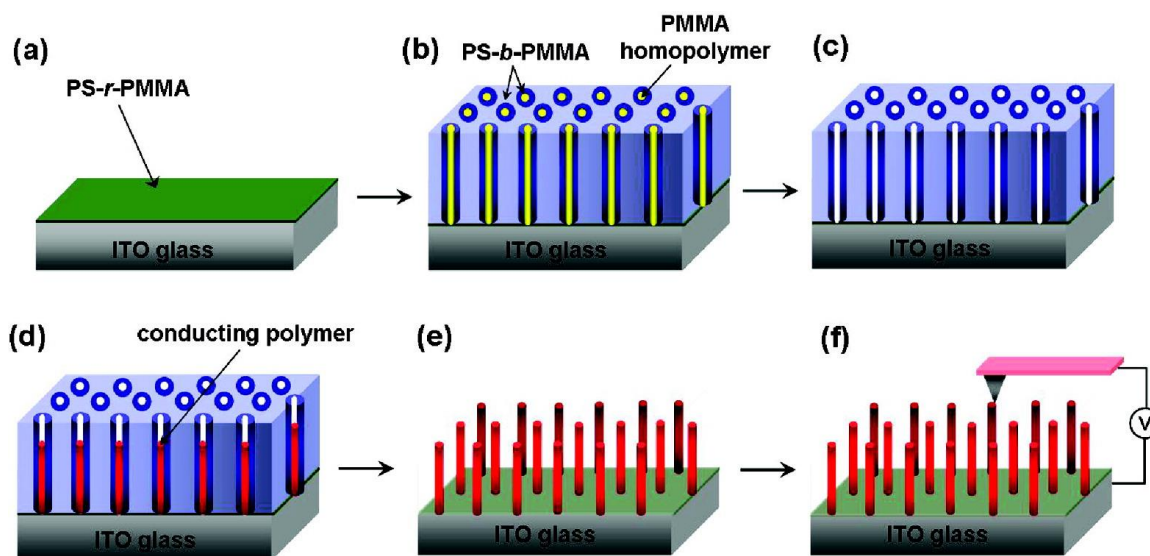 (a)
PS-r-PMMA
ITO glass
(b)
PS-b-PMMA
PMMA
homopolymer
ITO glass
(c)
ITO glass
(d)
conducting polymer
ITO glass
(e)
ITO glass
(f)
V
ITO glass